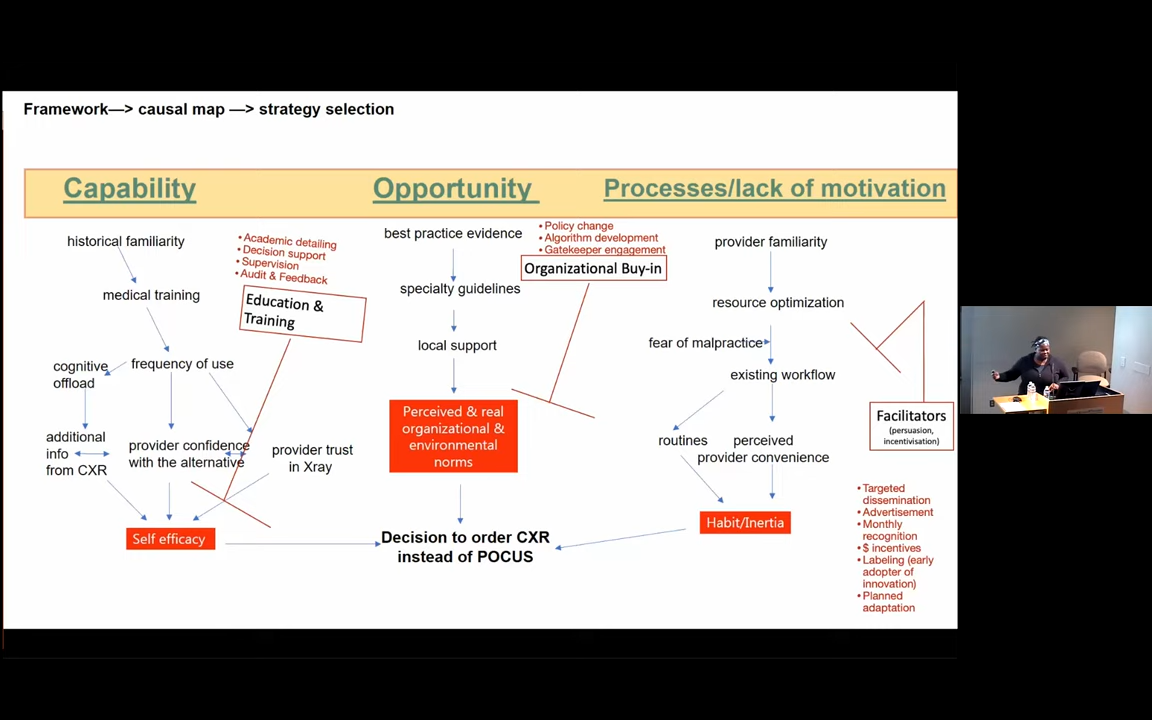 Framework—> causal map —> strategy selection
Capability
Opportunity
Processes/lack of motivation
historical familiarity
medical training
frequency of use
cognitive
offload
additional
info
from CXR
provider confidence
with the alternative
provider trust
in Xray
Self efficacy
• Academic detailing
• Decision support
• Supervision
• Audit & Feedback
Education &
Training
best practice evidence
specialty guidelines
local support
Perceived & real
organizational &
environmental
norms
Decision to order CXR
instead of POCUS
• Policy change
• Algorithm development
• Gatekeeper engagement
Organizational Buy-in
provider familiarity
resource optimization
fear of malpractice
existing workflow
routines
perceived
provider convenience
Habit/Inertia
Facilitators
(persuasion,
incentivisation)
• Targeted
dissemination
• Advertisement
• Monthly
recognition
• $ incentives
• Labeling (early
adopter of
innovation)
• Planned
adaptation